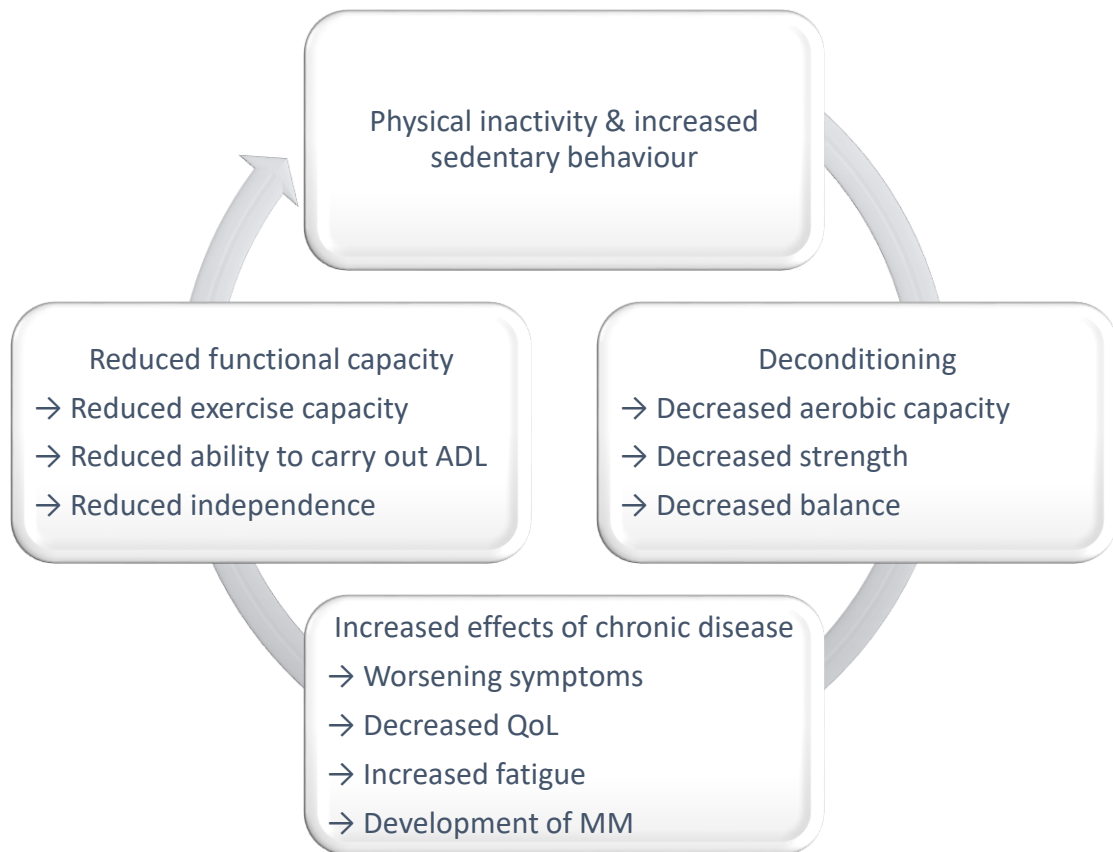 Physical inactivity & increased
sedentary behaviour
Deconditioning
→ Decreased aerobic capacity
→ Decreased strength
→ Decreased balance
Increased effects of chronic disease
→ Worsening symptoms
→ Decreased QoL
→ Increased fatigue
→ Development of MM
Reduced functional capacity
→ Reduced exercise capacity
→ Reduced ability to carry out ADL
→ Reduced independence